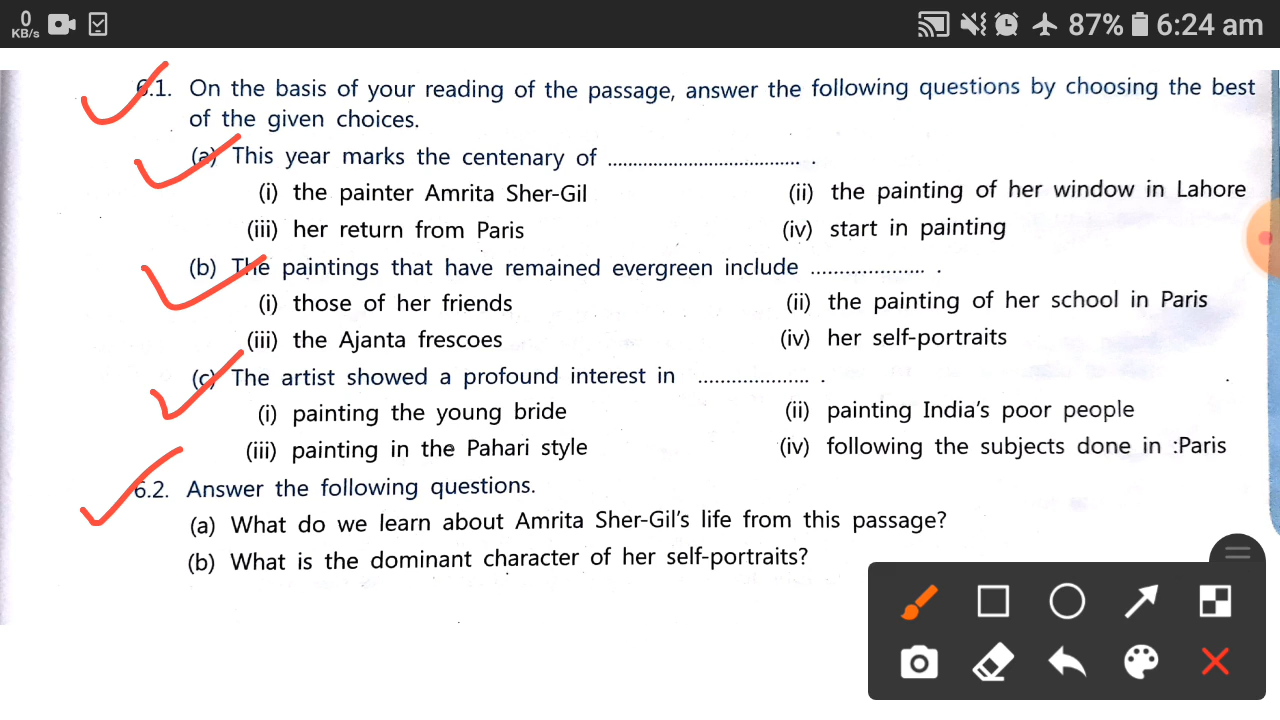 0
KB/s
87% 6:24 am
6.1. On the basis of your reading of the passage, answer the following questions by choosing the best
of the given choices.
(a) This year marks the centenary of .................................... .
(i) the painter Amrita Sher-Gil (ii) the painting of her window in Lahore
(iii) her return from Paris (iv) start in painting
(b) The paintings that have remained evergreen include .................... .
(i) those of her friends (ii) the painting of her school in Paris
(iii) the Ajanta frescoes (iv) her self-portraits
(c) The artist showed a profound interest in .................... .
(i) painting the young bride (ii) painting India's poor people
(iii) painting in the Pahari style (iv) following the subjects done in :Paris
6.2. Answer the following questions.
(a) What do we learn about Amrita Sher-Gil's life from this passage?
(b) What is the dominant character of her self-portraits?